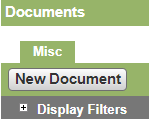 Documents
Misc
New Document
Display Filters